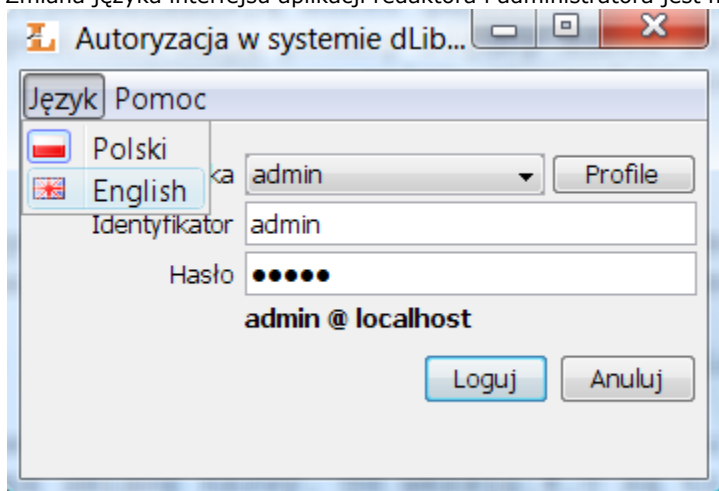 Zmiana języka interfejsu aplikacji redaktora i administratora jest
Autoryzacja w systemie dLib...
Język Pomoc
Polski
English
ka admin Profile
Identyfikator admin
Hasło •••••
admin @ localhost
Loguj Anuluj